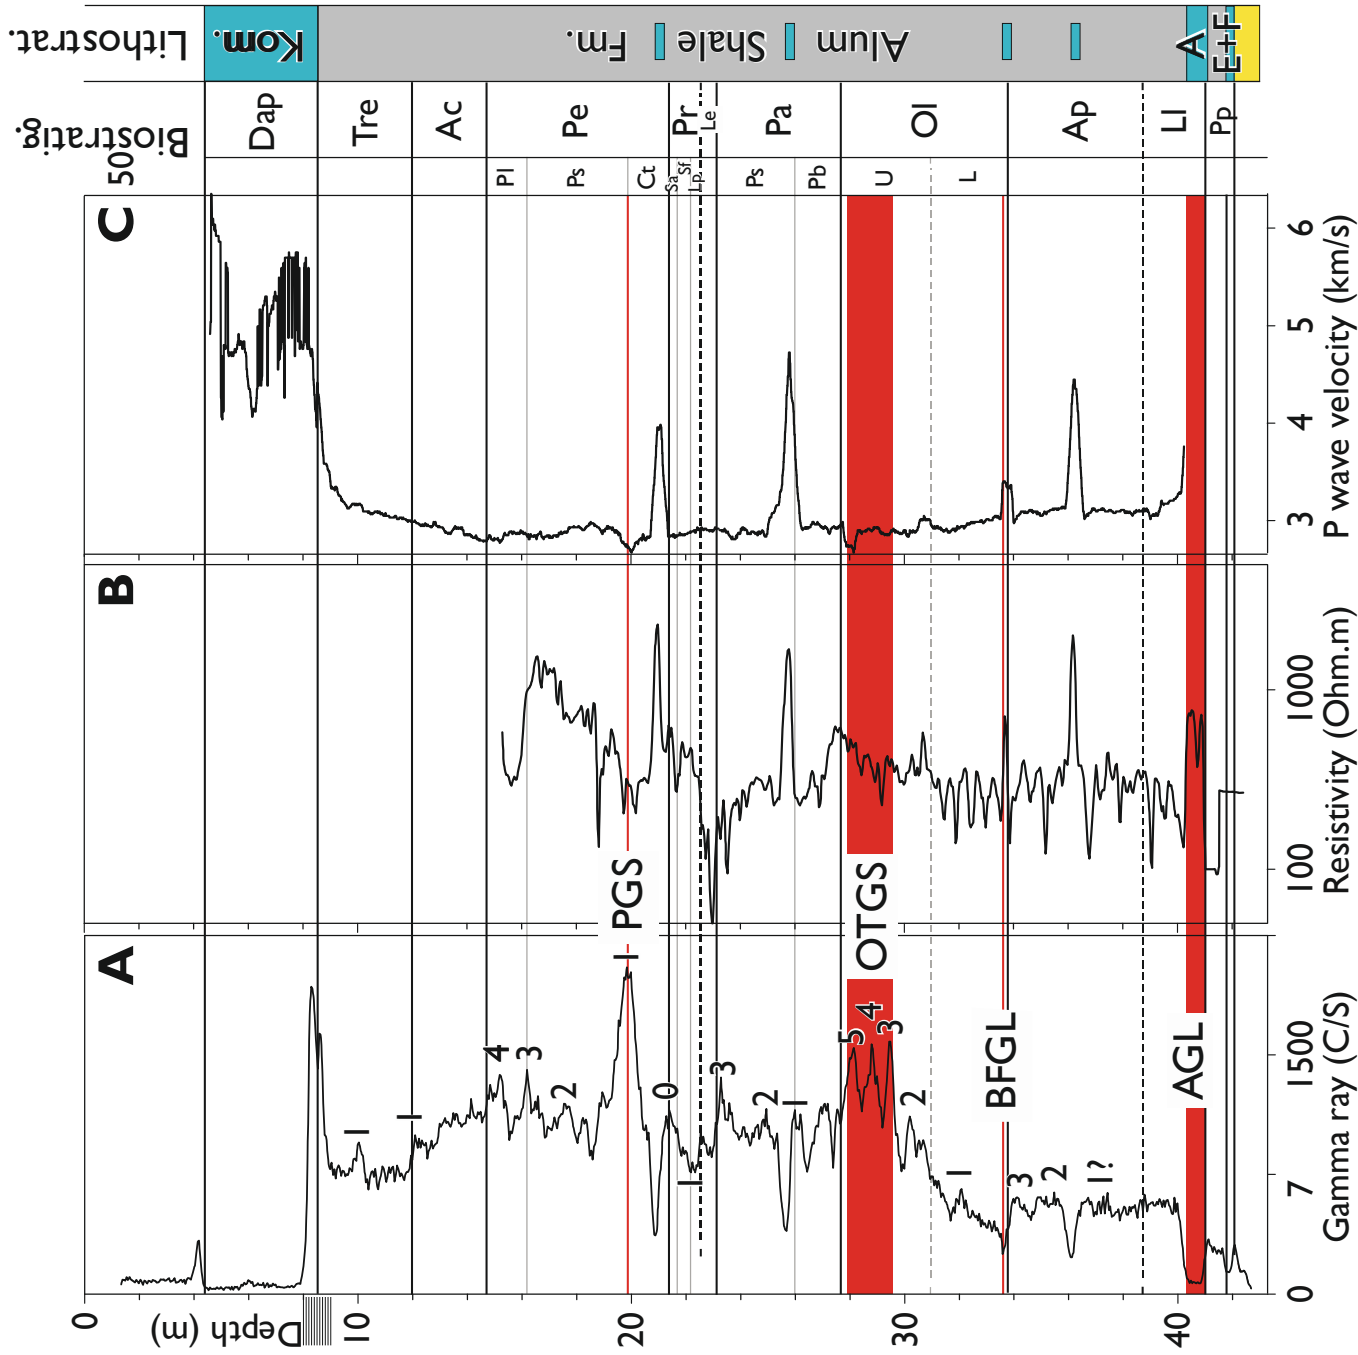 Lithostrat.
Kom.
Alum Shale Fm.
A
E+F
Biostratig.
Dap
Tre
Ac
Pe
Pr
Le
Pa
Ol
Ap
Ll
Pp
50
Pl
Ps
Ct
Sa
Sf
Lp
Ps
Pb
U
L
C
6
5
4
3
P wave velocity (km/s)
B
1000
100
Resistivity (Ohm.m)
PGS
OTGS
BFGL
AGL
A
1
1
4
3
2
1
0
1
3
2
1
5
4
3
2
1
3
2
1?
1500
7
0
Gamma ray (C/S)
0
10
20
30
40
Depth (m)